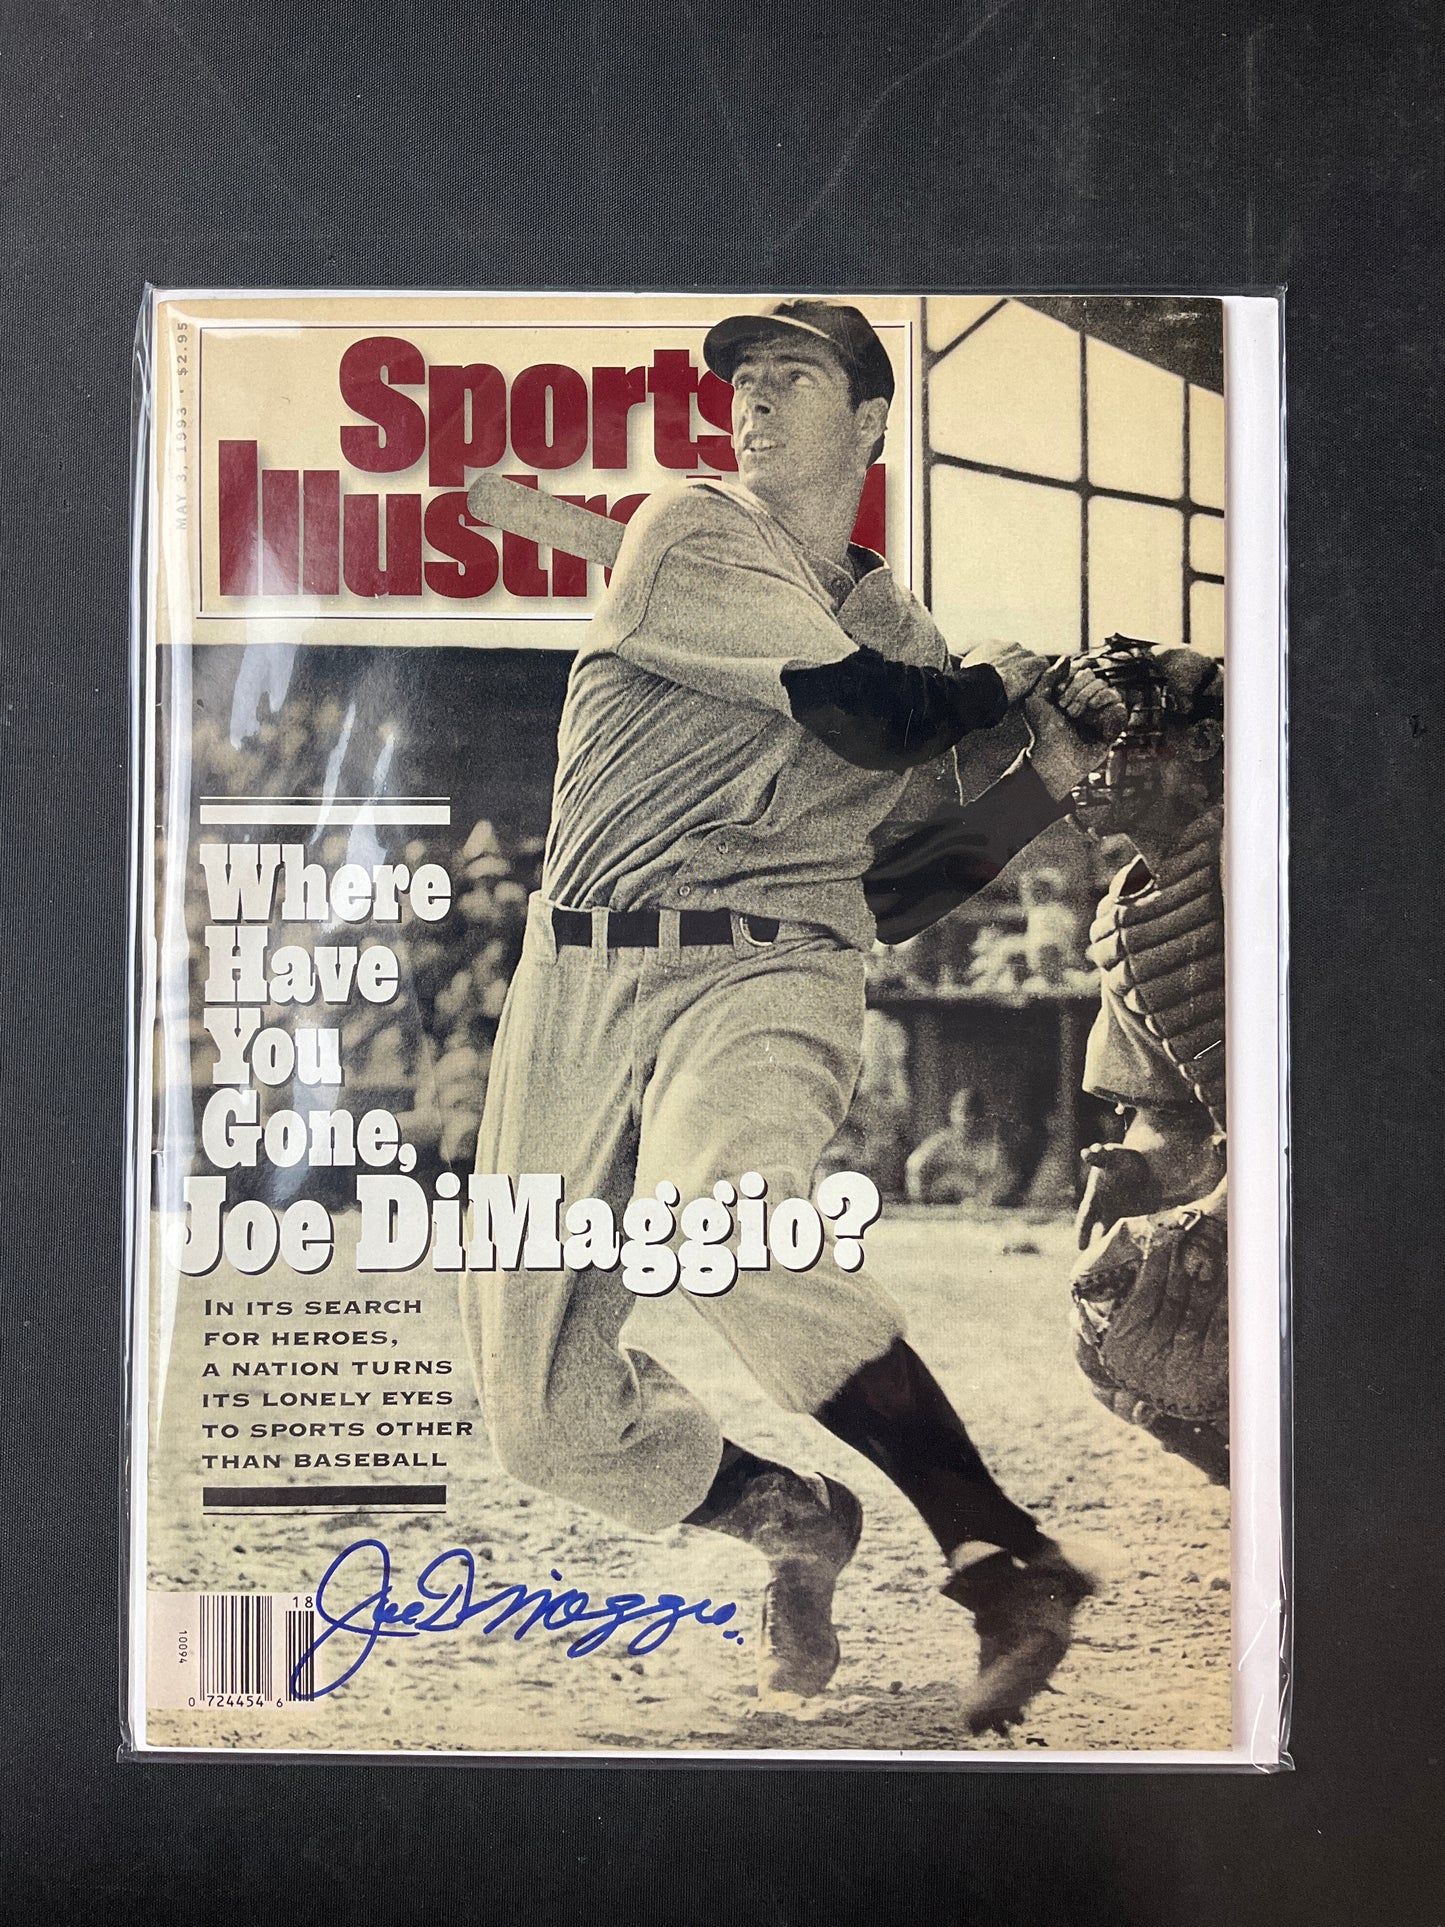 MAY 3, 1993 · $2.95
Sports
Illustrated
Where
Have
You
Gone,
Joe DiMaggio?
IN ITS SEARCH
FOR HEROES,
A NATION TURNS
ITS LONELY EYES
TO SPORTS OTHER
THAN BASEBALL
Joe DiMaggio
18
10094
0 724454 6